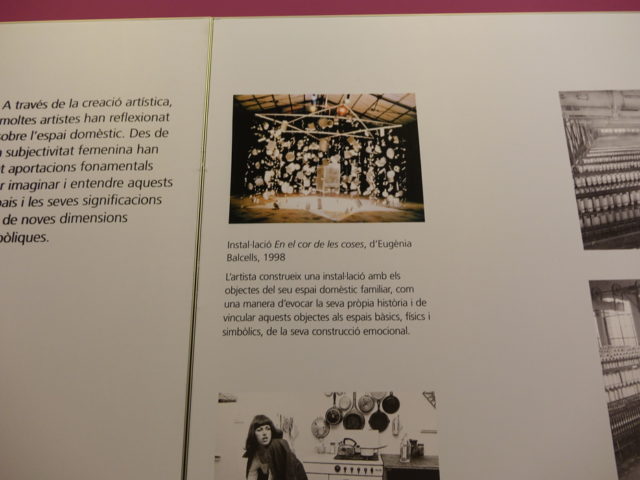 A través de la creació artística,
moltes artistes han reflexionat
sobre l'espai domèstic. Des de
subjectivitat femenina han
aportacions fonamentals
imaginar i entendre aquests
i les seves significacions
de noves dimensions
Instal·lació En el cor de les coses, d'Eugènia
Balcells, 1998
L'artista construeix una instal·lació amb els
objectes del seu espai domèstic familiar, com
una manera d'evocar la seva pròpia història i de
vincular aquests objectes als espais bàsics, físics i
simbòlics, de la seva construcció emocional.